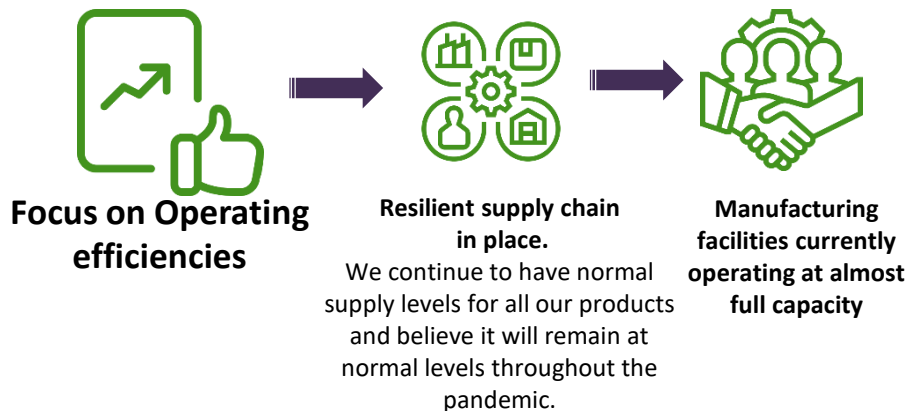 Focus on Operating
efficiencies
Resilient supply chain
in place.
We continue to have normal
supply levels for all our products
and believe it will remain at
normal levels throughout the
pandemic.
Manufacturing
facilities currently
operating at almost
full capacity